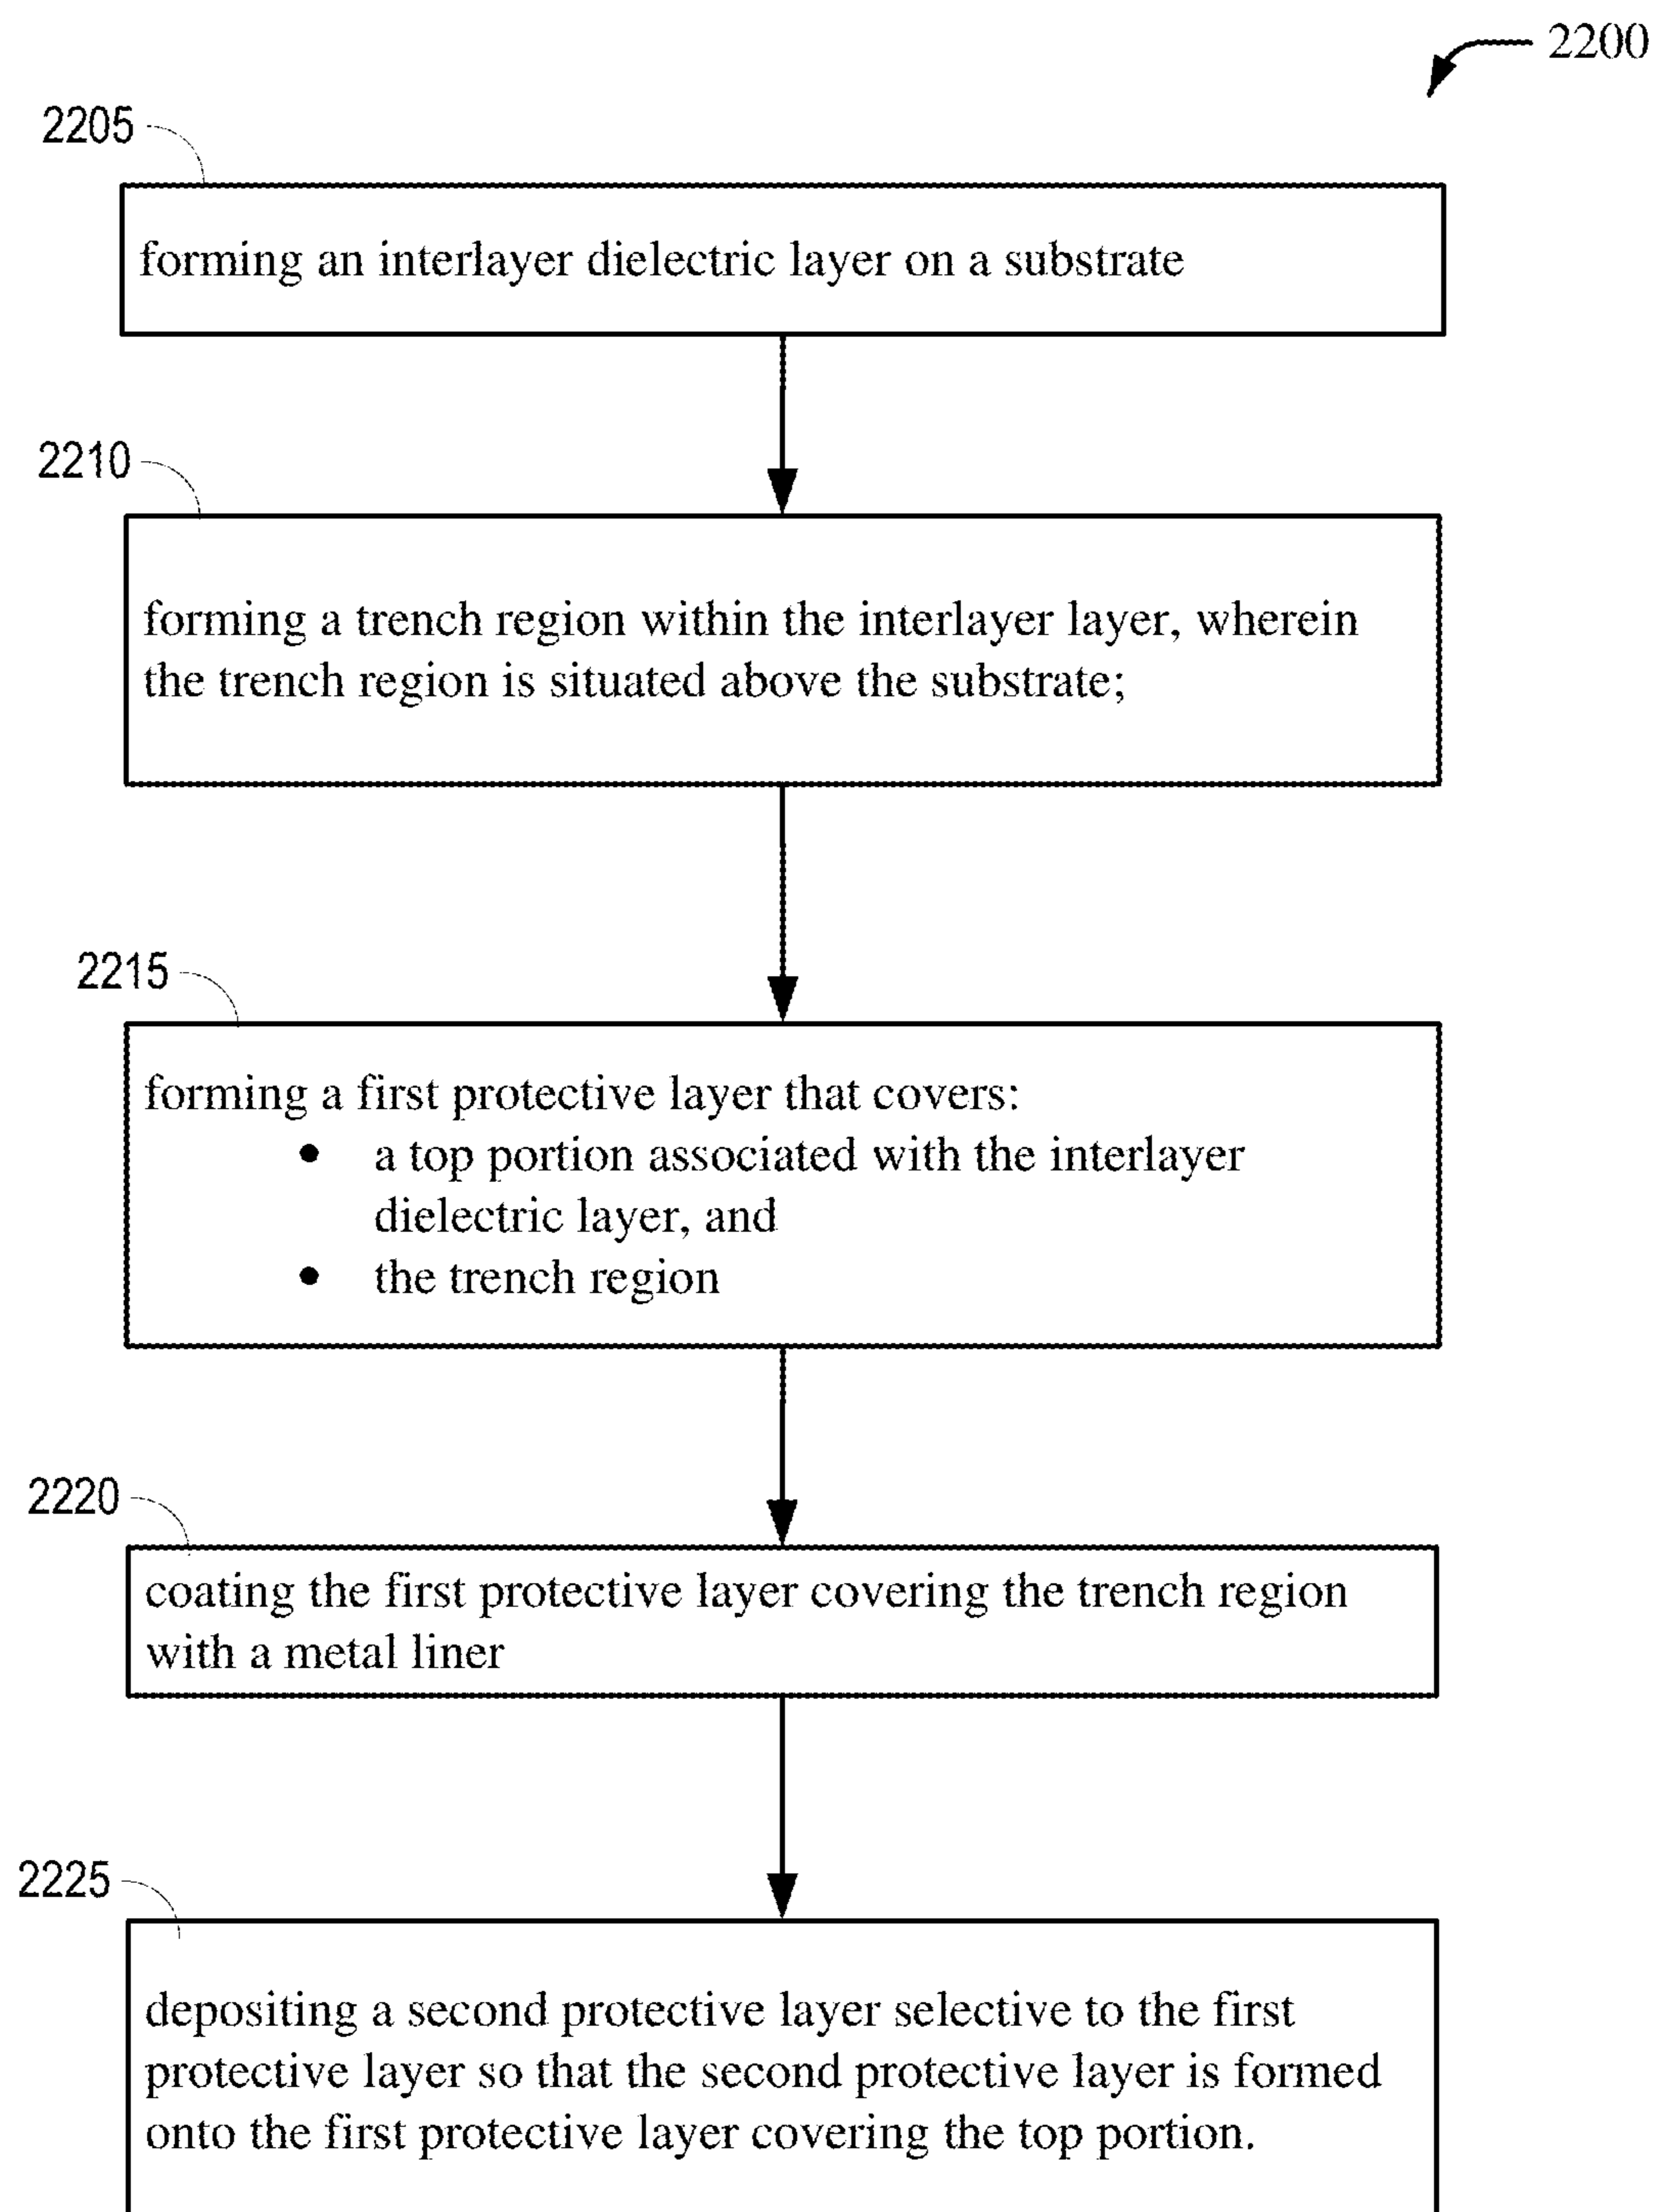 2200
2205
forming an interlayer dielectric layer on a substrate
2210
forming a trench region within the interlayer layer, wherein
the trench region is situated above the substrate;
2215
forming a first protective layer that covers:
● a top portion associated with the interlayer
dielectric layer, and
● the trench region
2220
coating the first protective layer covering the trench region
with a metal liner
2225
depositing a second protective layer selective to the first
protective layer so that the second protective layer is formed
onto the first protective layer covering the top portion.